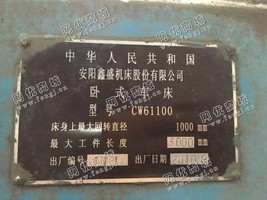 中华人民共和国
安阳鑫盛机床股份有限公司
卧式车床
型号 CW61100
床身上最大回转直径 1000 mm
最大工件长度 3000 mm
出厂编号 出厂日期